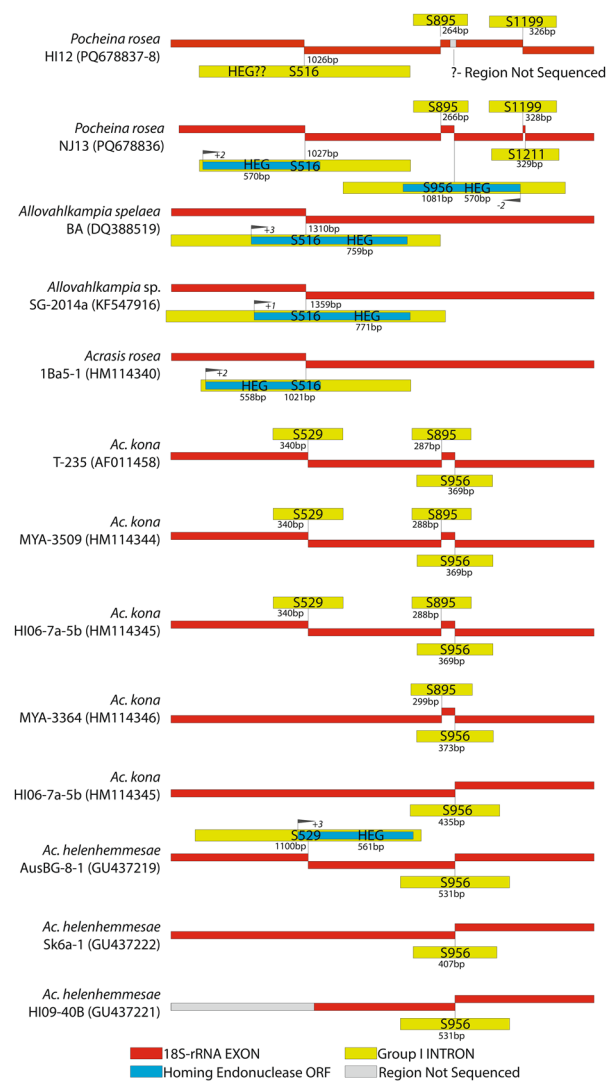 S895
S1199
264bp
326bp
Pocheina rosea
HI12 (PQ678837-8)
1026bp
HEG?? S516
?- Region Not Sequenced
S895
S1199
266bp
328bp
Pocheina rosea
NJ13 (PQ678836)
+2
1027bp
S1211
329bp
HEG S516
570bp
S956 HEG
1081bp 570bp
-2
Allovahlkampia spelaea
BA (DQ388519)
+3
1310bp
S516 HEG
759bp
Allovahlkampia sp.
SG-2014a (KF547916)
+1
1359bp
S516 HEG
771bp
Acrasis rosea
1Ba5-1 (HM114340)
+2
HEG S516
558bp 1021bp
Ac. kona
T-235 (AF011458)
S529
340bp
S895
287bp
S956
369bp
Ac. kona
MYA-3509 (HM114344)
S529
340bp
S895
288bp
S956
369bp
Ac. kona
HI06-7a-5b (HM114345)
S529
340bp
S895
288bp
S956
369bp
Ac. kona
MYA-3364 (HM114346)
S895
299bp
S956
373bp
Ac. kona
HI06-7a-5b (HM114345)
S956
435bp
+3
S529 HEG
1100bp 561bp
Ac. helenhemmesae
AusBG-8-1 (GU437219)
S956
531bp
Ac. helenhemmesae
Sk6a-1 (GU437222)
S956
407bp
Ac. helenhemmesae
HI09-40B (GU437221)
S956
531bp
18S-rRNA EXON
Group I INTRON
Homing Endonuclease ORF
Region Not Sequenced